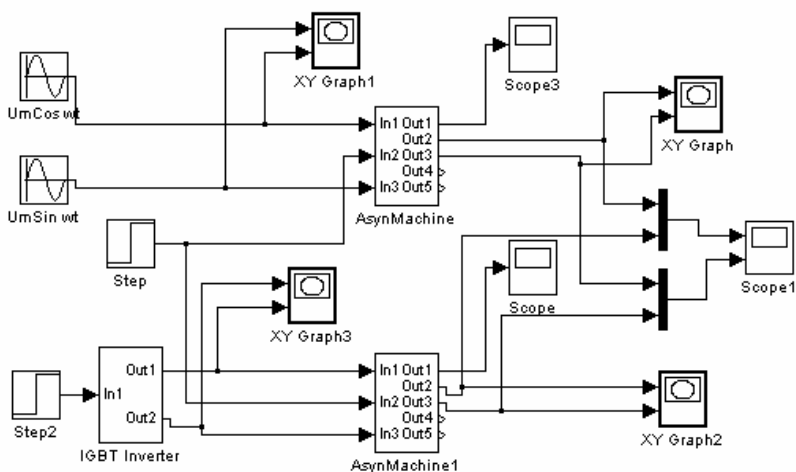 UmCos wt
XY Graph1
Scope3
In1 Out1
Out2
In2 Out3
Out4
In3 Out5
AsynMachine
XY Graph
UmSin wt
Step
XY Graph3
Scope
Scope1
Step2
In1
Out1
Out2
IGBT Inverter
In1 Out1
Out2
In2 Out3
Out4
In3 Out5
AsynMachine1
XY Graph2